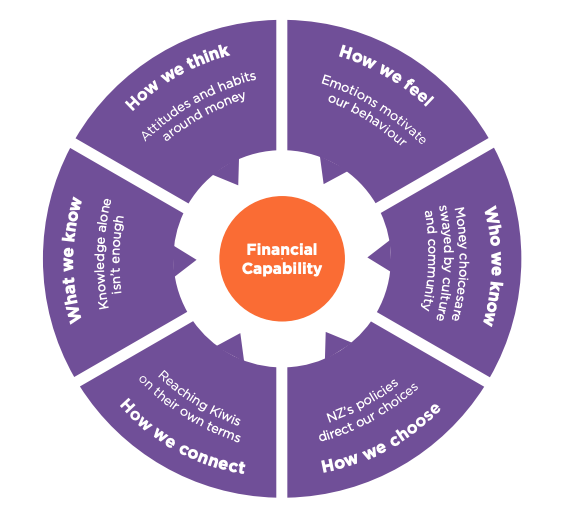 How we think
Attitudes and habits
around money
How we feel
Emotions motivate
our behaviour
Who we know
Money choicesare
swayed by culture
and community
NZ's policies
direct our choices
How we choose
Reaching Kiwis
on their own terms
How we connect
What we know
Knowledge alone
isn't enough
Financial
Capability